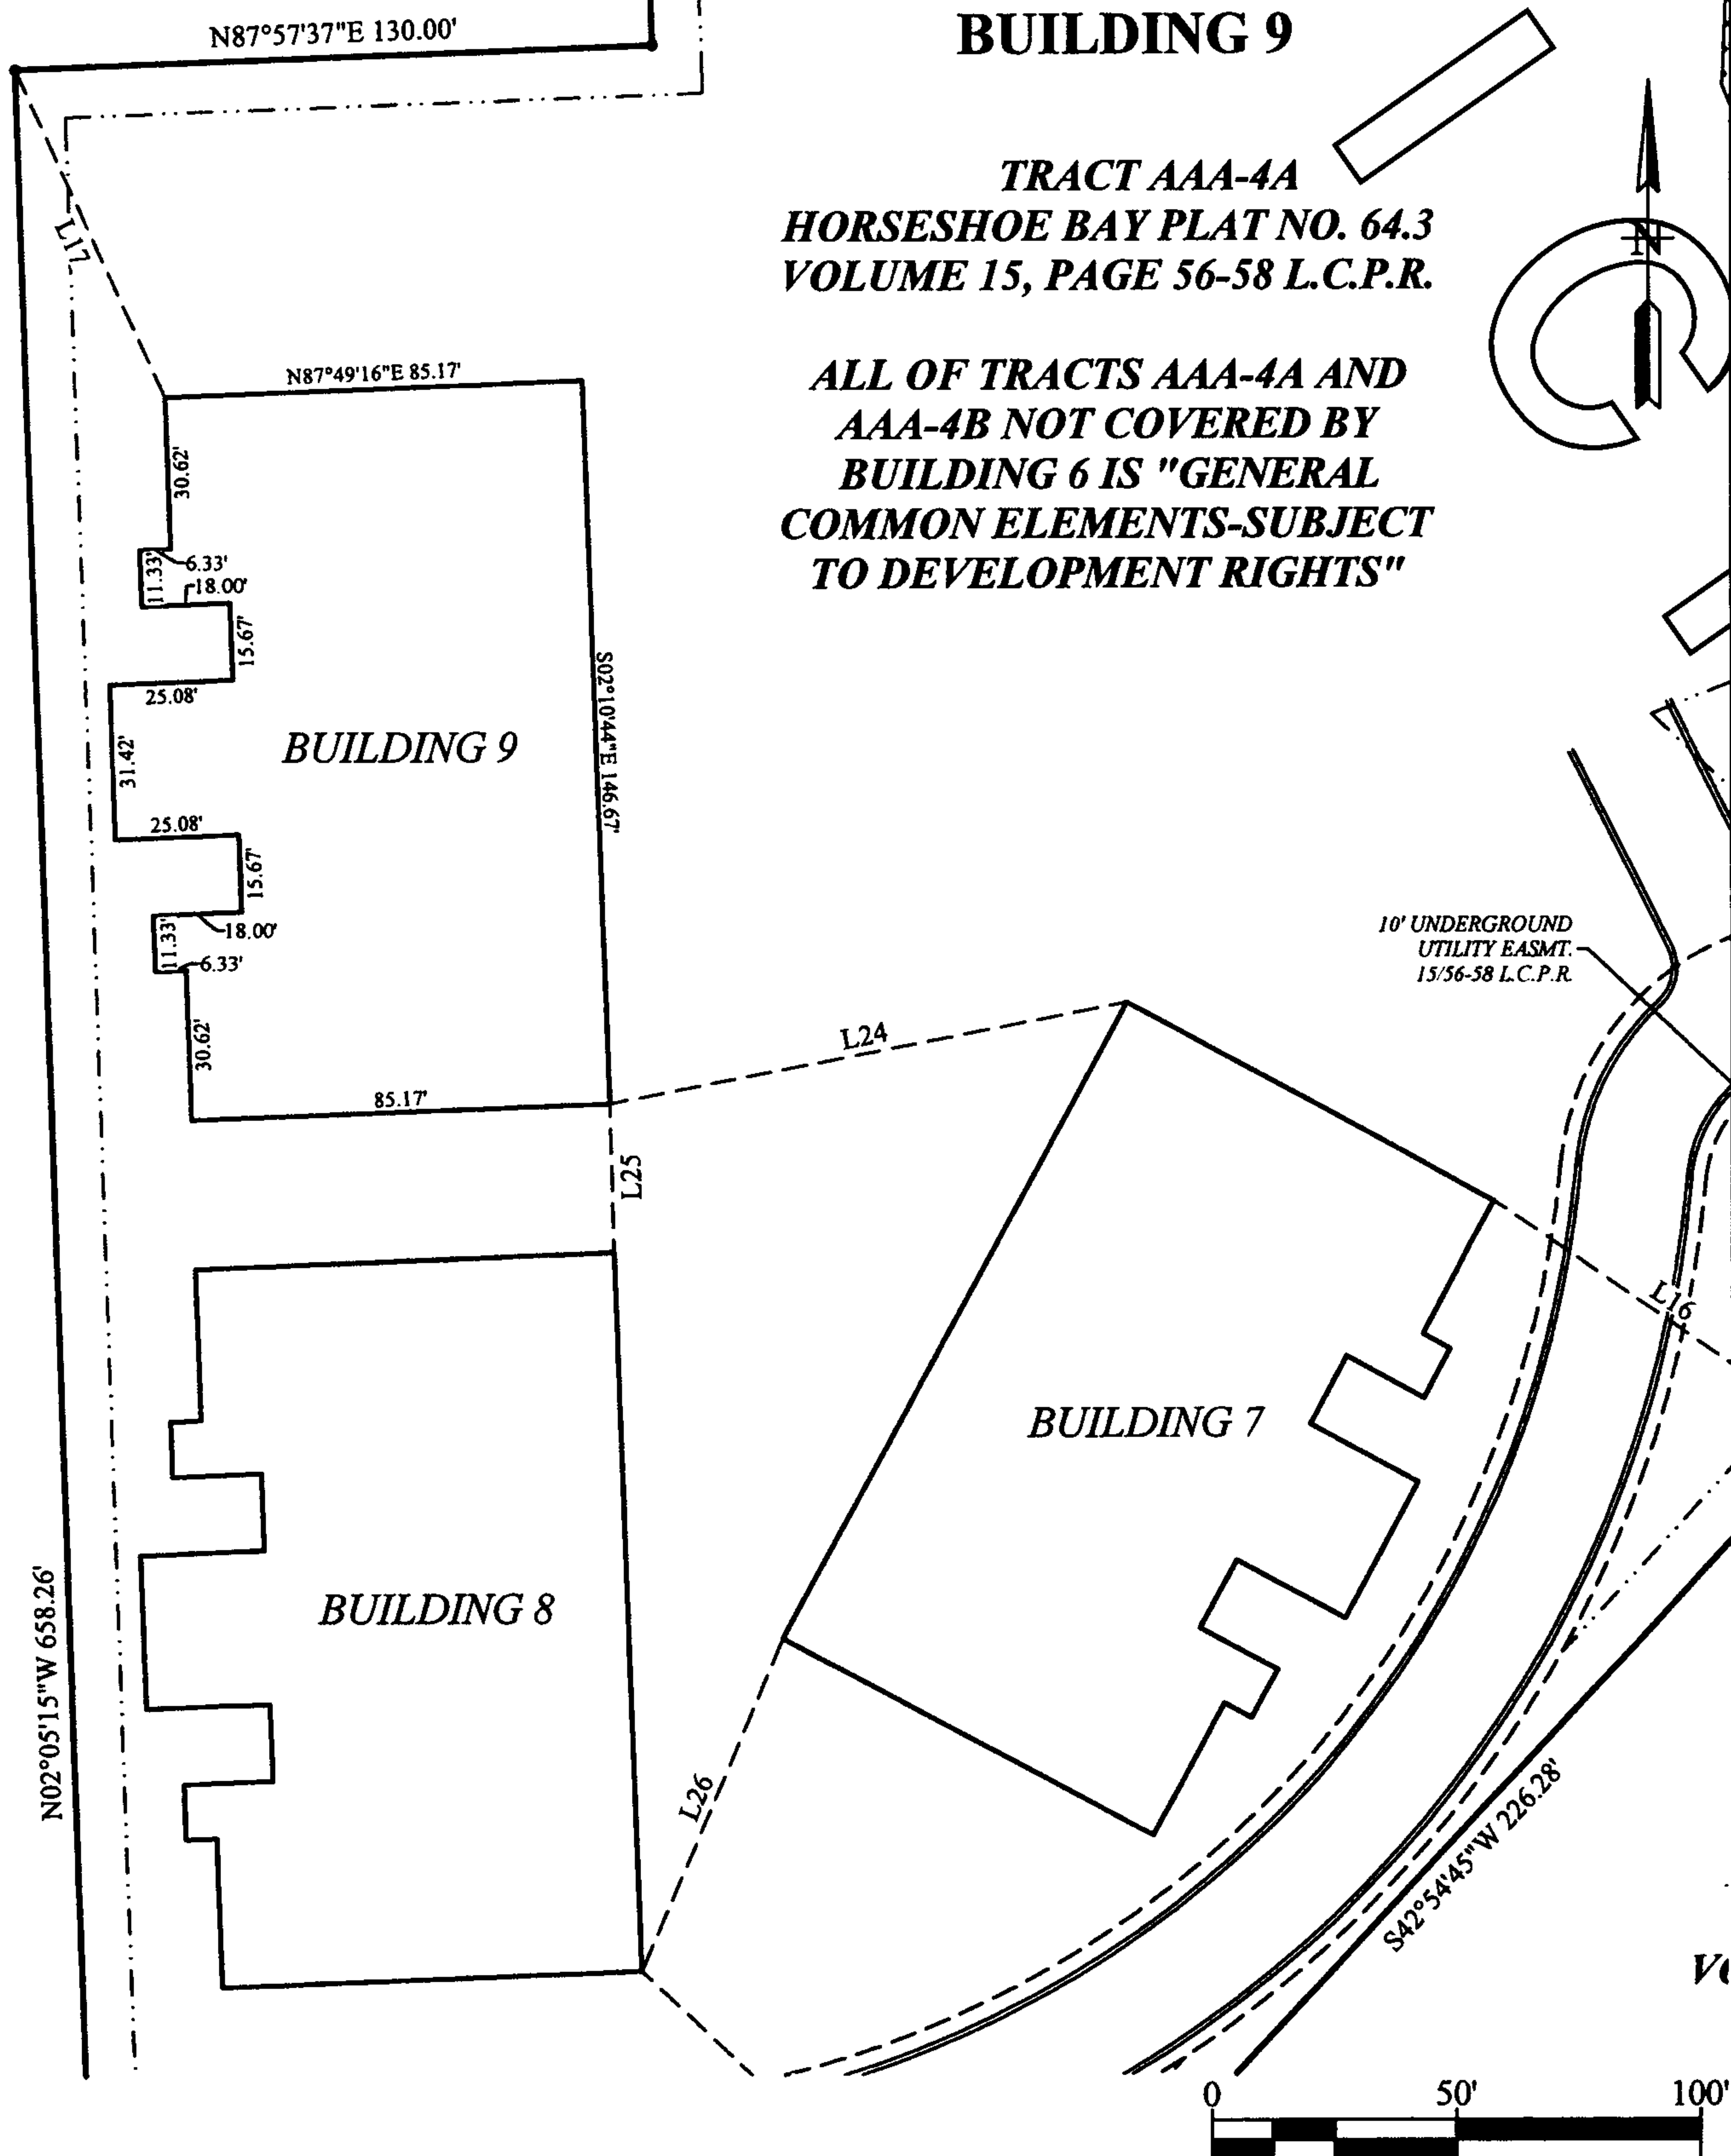 N87°57'37"E 130.00'
BUILDING 9
TRACT AAA-4A
HORSESHOE BAY PLAT NO. 64.3
VOLUME 15, PAGE 56-58 L.C.P.R.
N
L17
ALL OF TRACTS AAA-4A AND
AAA-4B NOT COVERED BY
BUILDING 6 IS "GENERAL
COMMON ELEMENTS-SUBJECT
TO DEVELOPMENT RIGHTS"
N87°49'16"E 85.17'
30.62'
6.33'
11.33'
18.00'
15.67'
25.08'
31.42'
BUILDING 9
S02°10'44"E 146.67'
25.08'
15.67'
18.00'
11.33'
6.33'
30.62'
85.17'
10' UNDERGROUND
UTILITY EASMT.
15/56-58 L.C.P.R.
L24
L25
L16
BUILDING 7
BUILDING 8
N02°05'15"W 658.26'
L26
S42°54'45"W 226.28'
0 50' 100'